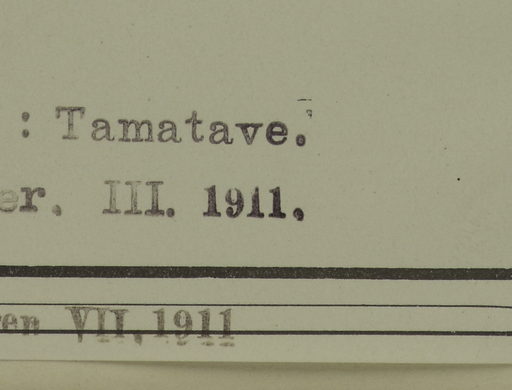 : Tamatave.
er. III. 1911.
en VII, 1911